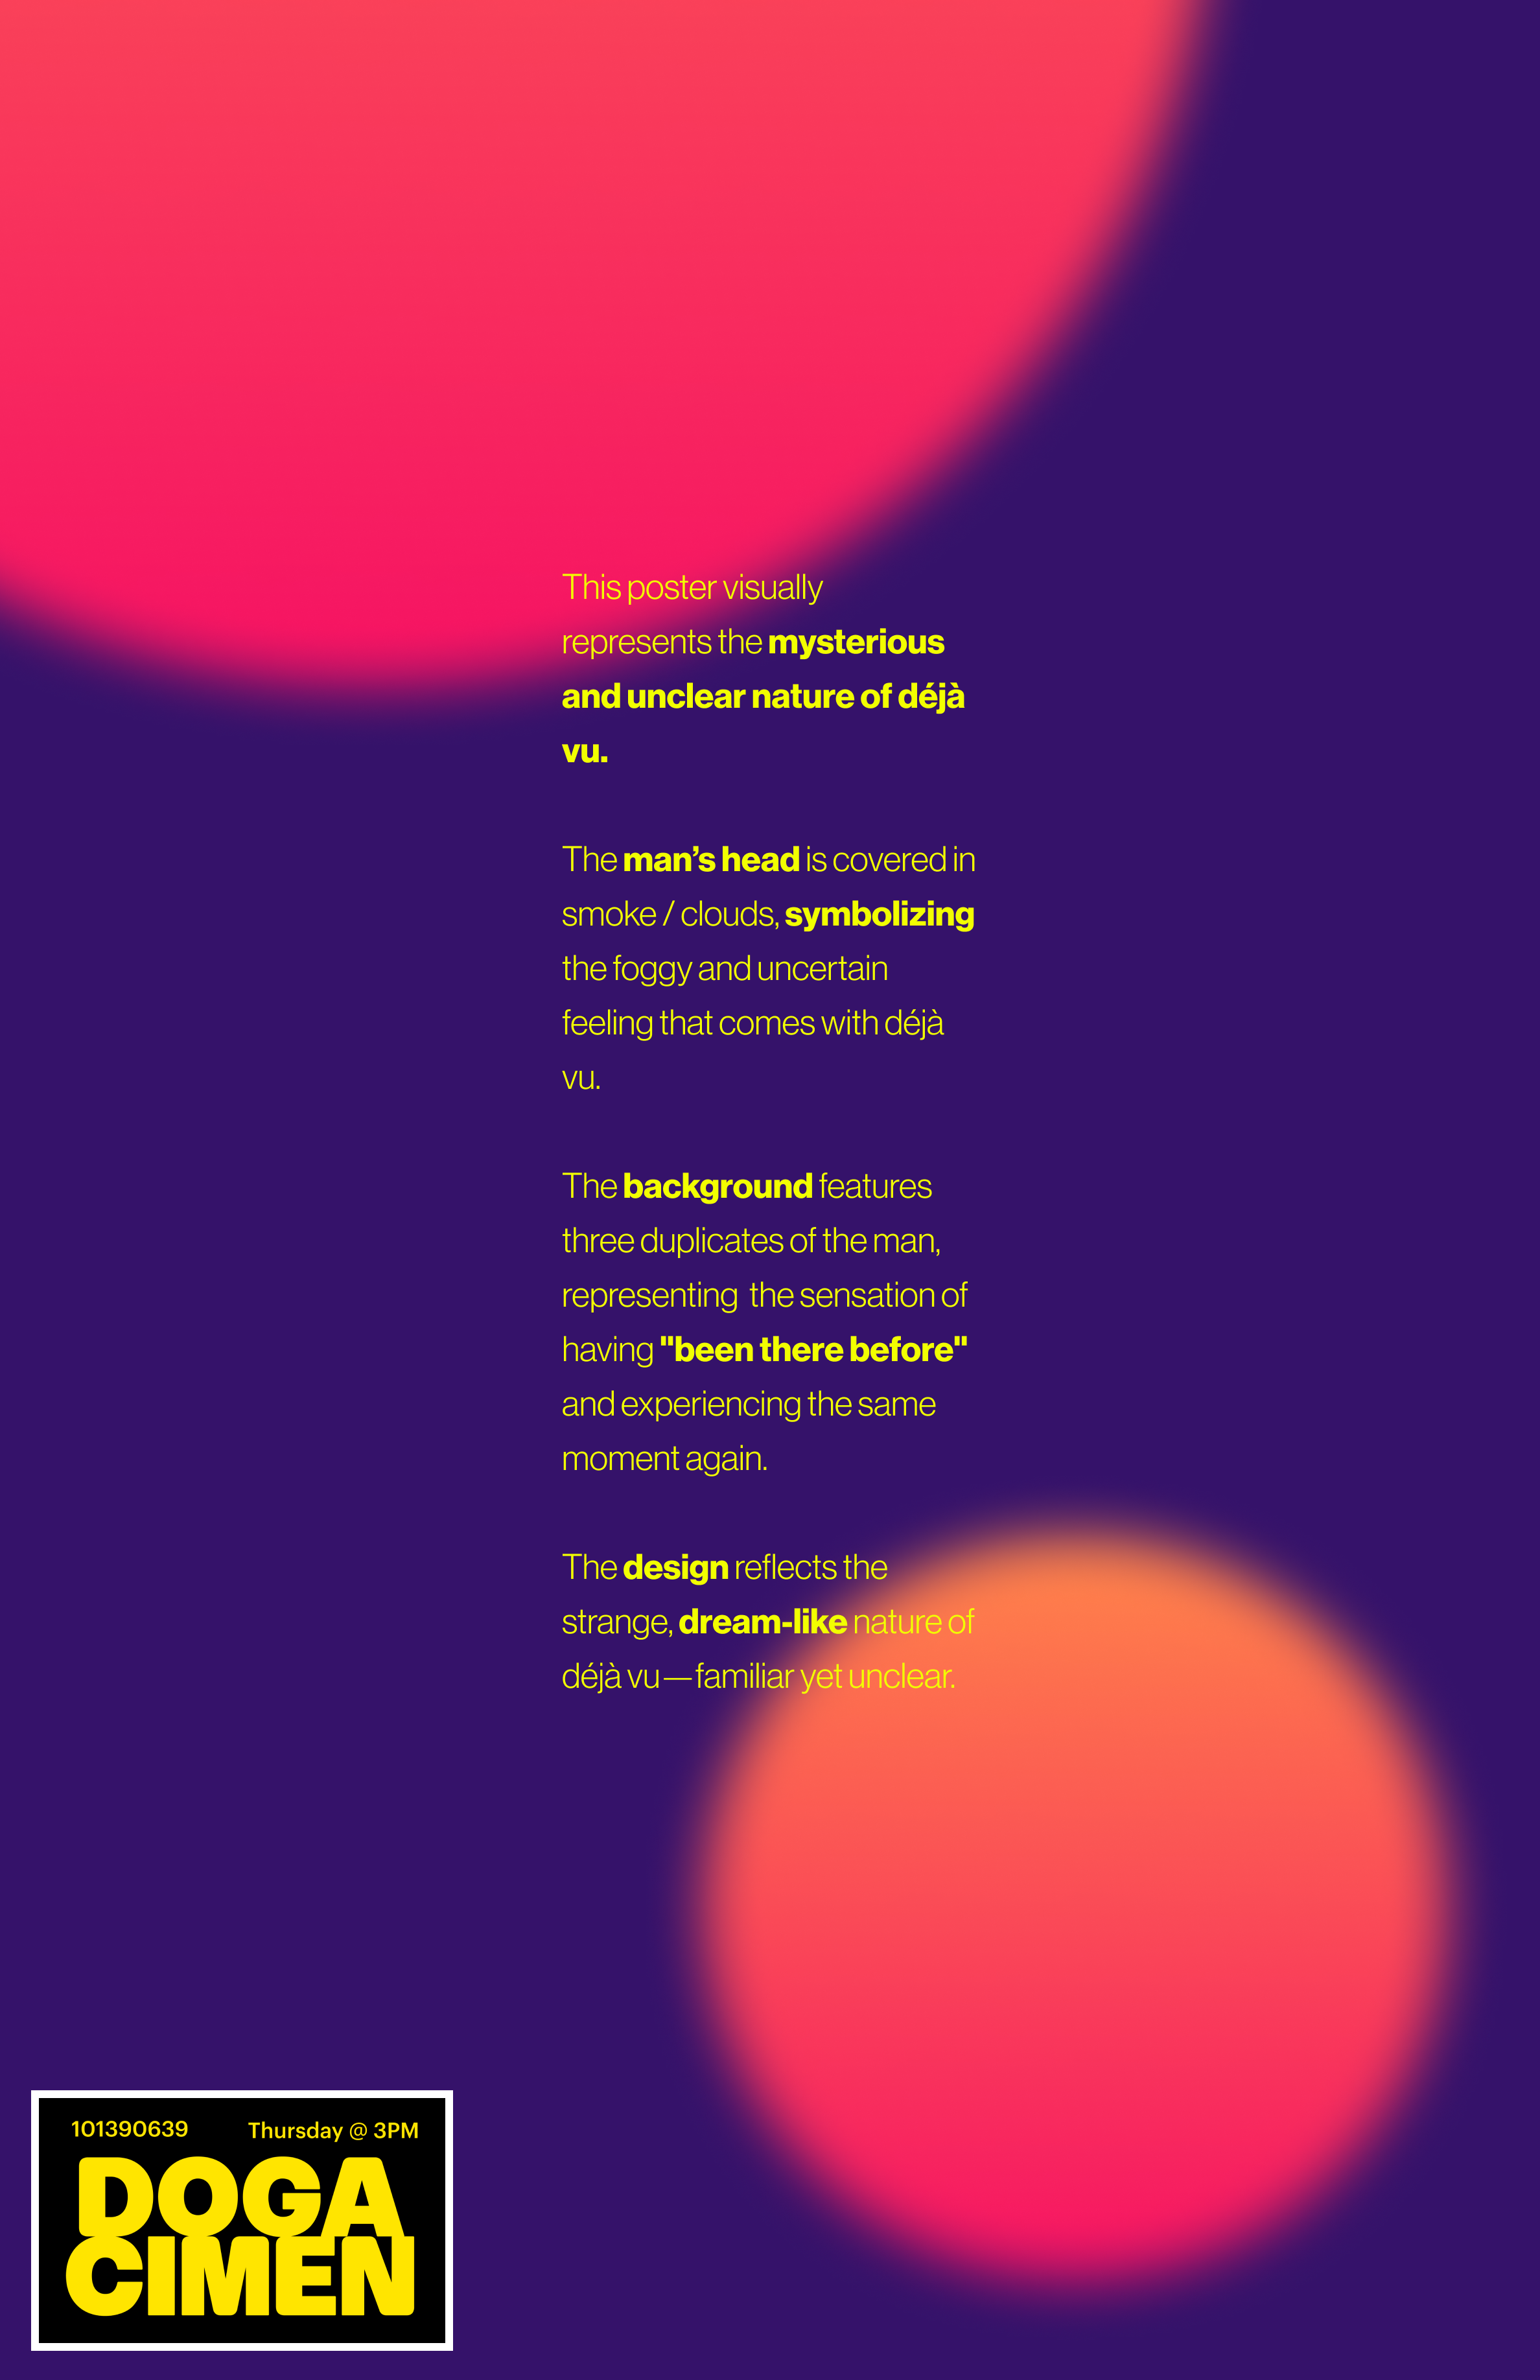 This poster visually
represents the mysterious
and unclear nature of déjà
vu.
The man’s head is covered in
smoke / clouds, symbolizing
the foggy and uncertain
feeling that comes with déjà
vu.
The background features
three duplicates of the man,
representing  the sensation of
having "been there before"
and experiencing the same
moment again.
The design reflects the
strange, dream-like nature of
déjà vu—familiar yet unclear.
101390639 Thursday @ 3PM
DOGA
CIMEN